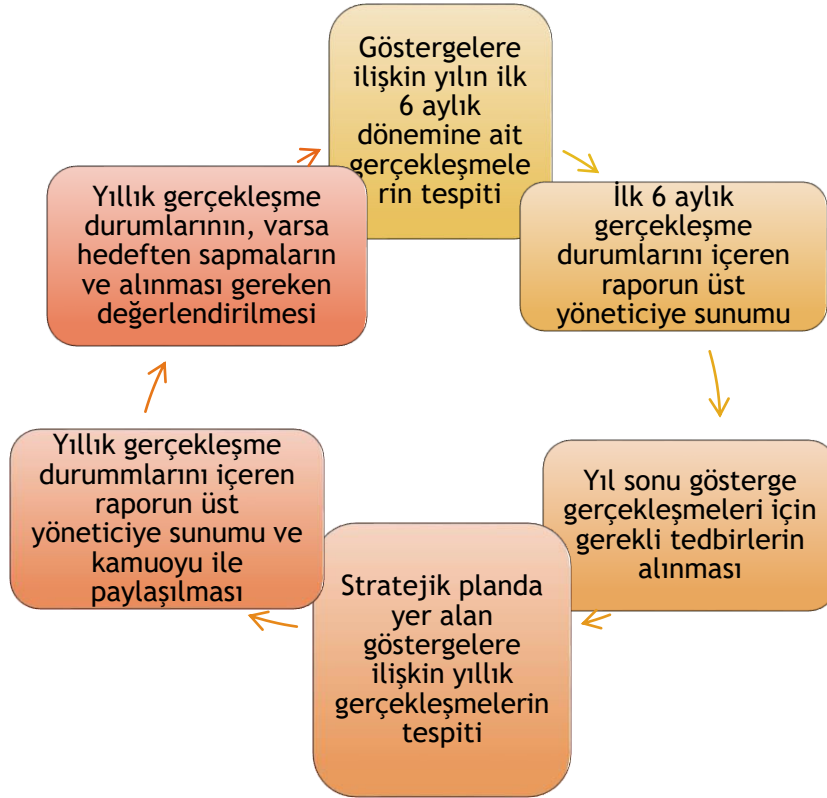 Göstergelere
ilişkin yılın ilk
6 aylık
dönemine ait
gerçekleşmele
rin tespiti
İlk 6 aylık
gerçekleşme
durumlarını içeren
raporun üst
yöneticiye sunumu
Yıl sonu gösterge
gerçekleşmeleri için
gerekli tedbirlerin
alınması
Stratejik planda
yer alan
göstergelere
ilişkin yıllık
gerçekleşmelerin
tespiti
Yıllık gerçekleşme
durummlarını içeren
raporun üst
yöneticiye sunumu ve
kamuoyu ile
paylaşılması
Yıllık gerçekleşme
durumlarının, varsa
hedeften sapmaların
ve alınması gereken
değerlendirilmesi